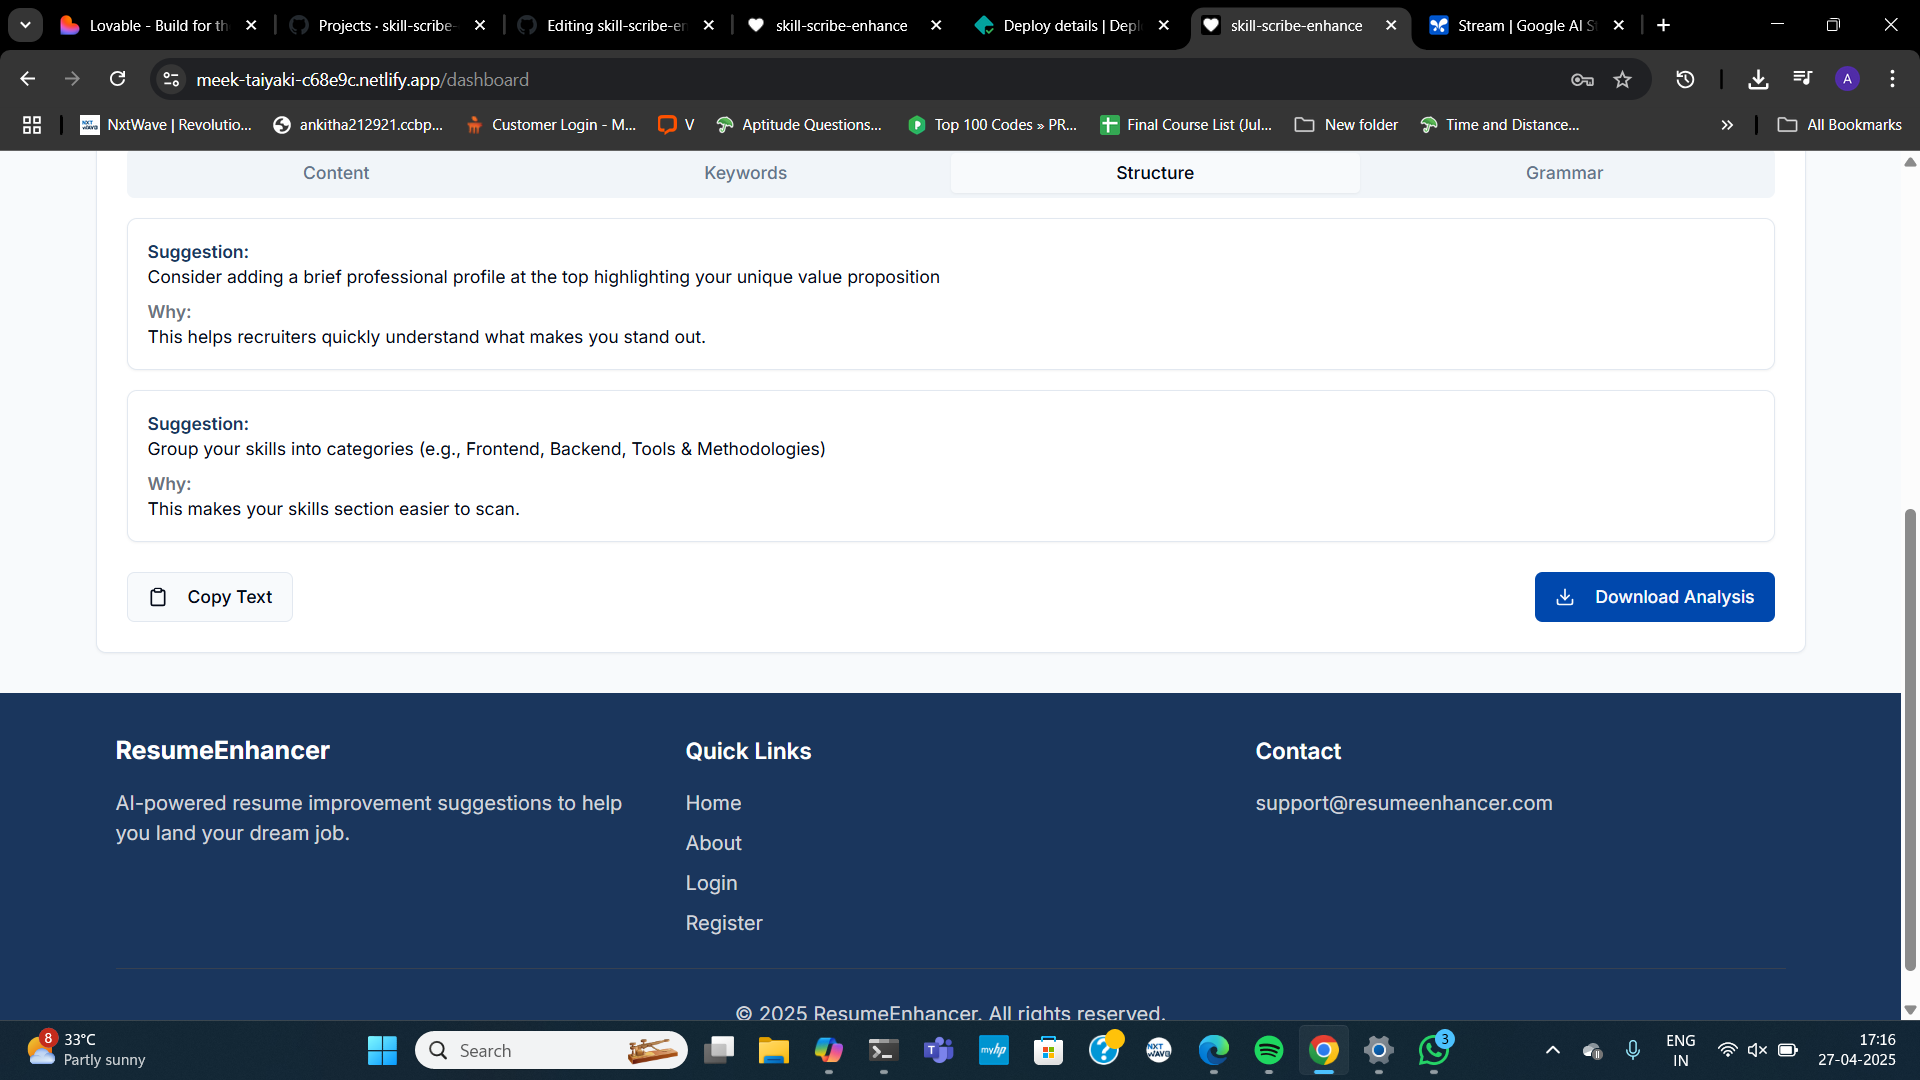 Lovable - Build for th
Projects · skill-scribe-
Editing skill-scribe-en
skill-scribe-enhance
Deploy details | Depl
skill-scribe-enhance
Stream | Google AI S
meek-taiyaki-c68e9c.netlify.app/dashboard
A
NxtWave | Revolutio...
ankitha212921.ccbp...
Customer Login - M...
V
Aptitude Questions...
Top 100 Codes » PR...
Final Course List (Jul...
New folder
Time and Distance...
All Bookmarks
Content
Keywords
Structure
Grammar
Suggestion:
Consider adding a brief professional profile at the top highlighting your unique value proposition
Why:
This helps recruiters quickly understand what makes you stand out.
Suggestion:
Group your skills into categories (e.g., Frontend, Backend, Tools & Methodologies)
Why:
This makes your skills section easier to scan.
Copy Text
Download Analysis
ResumeEnhancer
AI-powered resume improvement suggestions to help
you land your dream job.
Quick Links
Home
About
Login
Register
Contact
support@resumeenhancer.com
© 2025 ResumeEnhancer. All rights reserved.
8
33°C
Partly sunny
Search
myhp
NXT
WAVE
3
ENG
IN
17:16
27-04-2025